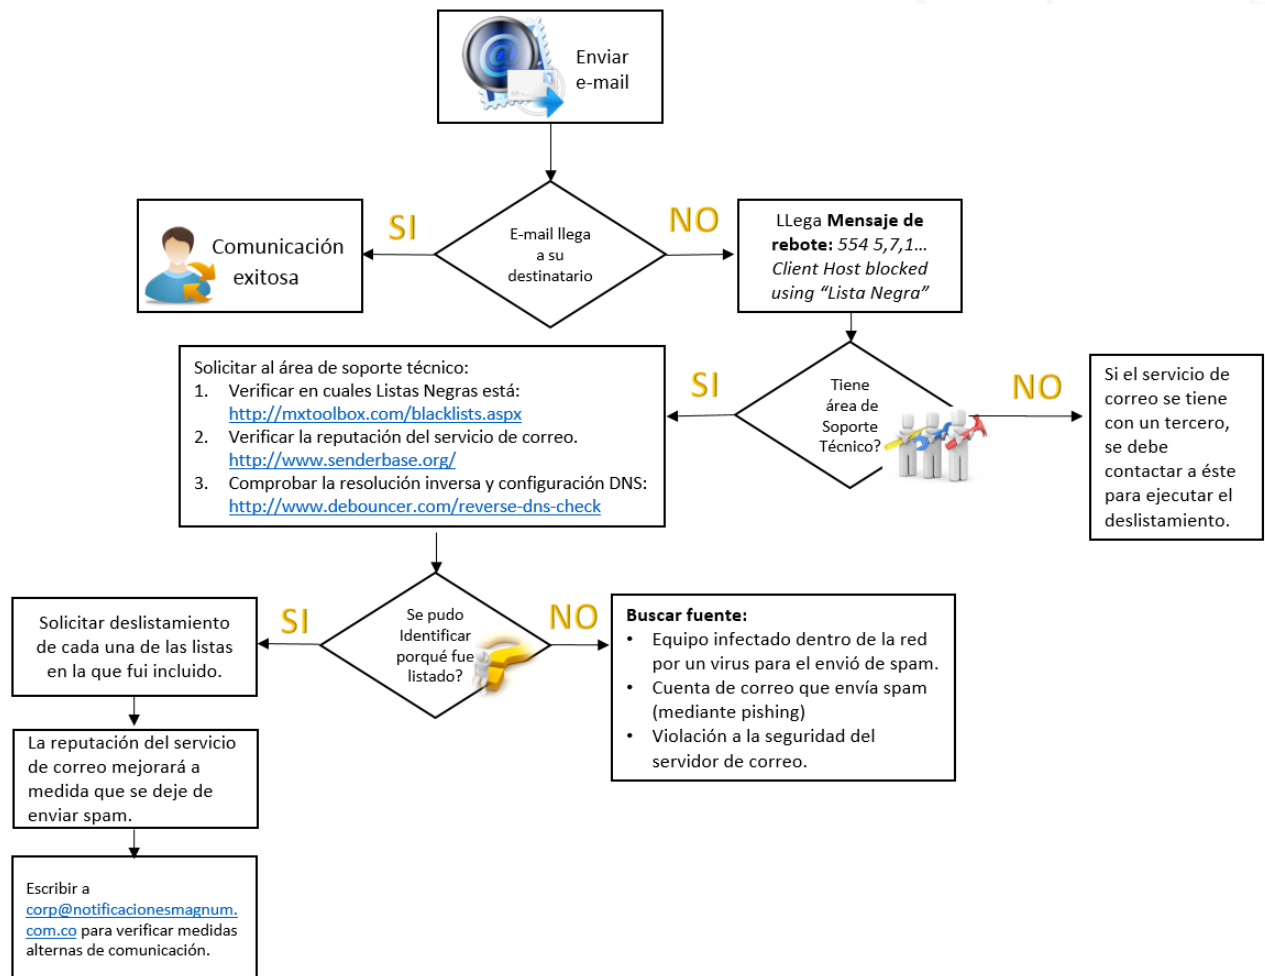 Enviar
e-mail
SI
NO
E-mail llega
a su
destinatario
Comunicación
exitosa
LLega Mensaje de
rebote: 554 5,7,1...
Client Host blocked
using “Lista Negra”
Solicitar al área de soporte técnico:
1. Verificar en cuales Listas Negras está:
http://mxtoolbox.com/blacklists.aspx
2. Verificar la reputación del servicio de correo.
http://www.senderbase.org/
3. Comprobar la resolución inversa y configuración DNS:
http://www.debouncer.com/reverse-dns-check
SI
Tiene
área de
Soporte
Técnico?
NO
Si el servicio de
correo se tiene
con un tercero,
se debe
contactar a éste
para ejecutar el
deslistamiento.
Solicitar deslistamiento
de cada una de las listas
en la que fui incluido.
SI
Se pudo
Identificar
porqué fue
listado?
NO
Buscar fuente:
• Equipo infectado dentro de la red
por un virus para el envió de spam.
• Cuenta de correo que envía spam
(mediante pishing)
• Violación a la seguridad del
servidor de correo.
La reputación del servicio
de correo mejorará a
medida que se deje de
enviar spam.
Escribir a
corp@notificacionesmagnum.
com.co para verificar medidas
alternas de comunicación.